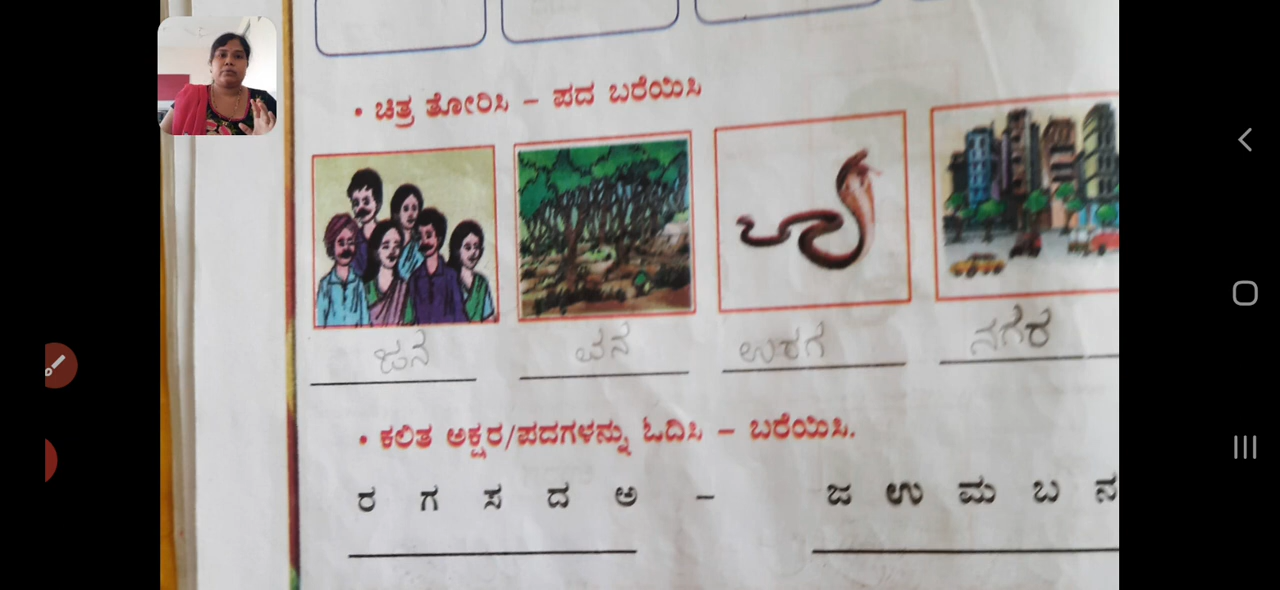 • ಚಿತ್ರ ತೋರಿಸಿ – ಪದ ಬರೆಯಿಸಿ
ಜನ ವನ ಉರಗ ನಗರ
• ಕಲಿತ ಅಕ್ಷರ/ಪದಗಳನ್ನು ಓದಿಸಿ – ಬರೆಯಿಸಿ.
ರ ಗ ಸ ದ ಅ – ಜ ಉ ಮ ಬ ನ